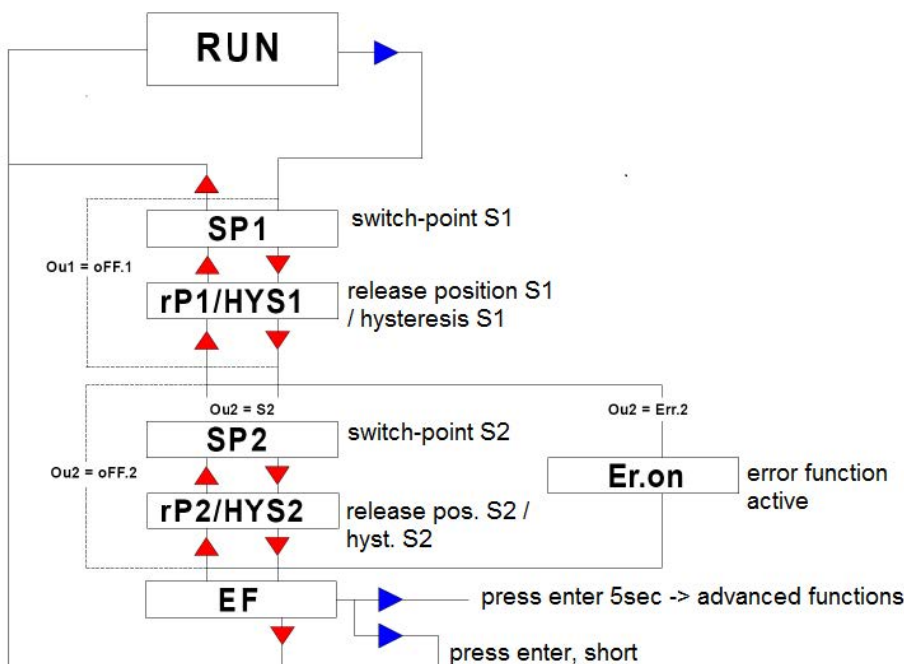 RUN
SP1
switch-point S1
Ou1 = oFF.1
rP1/HYS1
release position S1
/ hysteresis S1
Ou2 = S2
Ou2 = Err.2
SP2
switch-point S2
Ou2 = oFF.2
Er.on
error function
active
rP2/HYS2
release pos. S2 /
hyst. S2
EF
press enter 5sec -> advanced functions
press enter, short